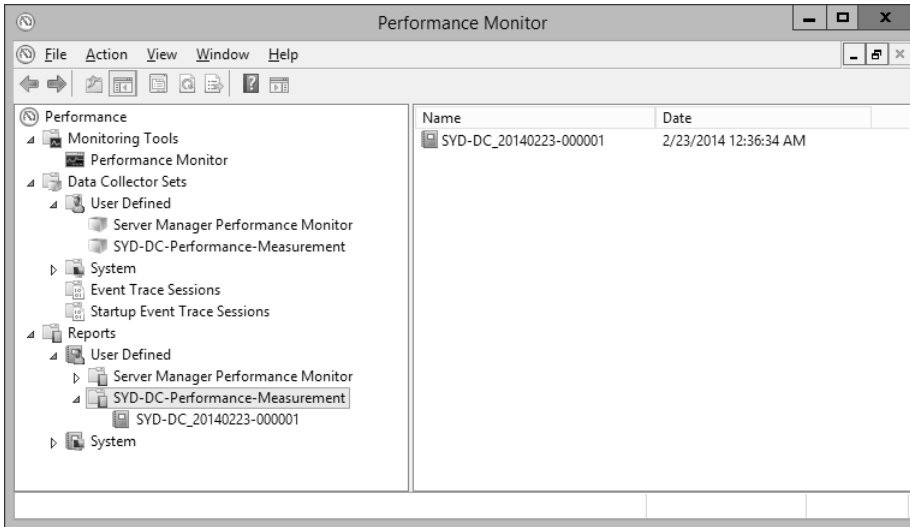 Performance Monitor
File Action View Window Help
Performance
Monitoring Tools
Performance Monitor
Data Collector Sets
User Defined
Server Manager Performance Monitor
SYD-DC-Performance-Measurement
System
Event Trace Sessions
Startup Event Trace Sessions
Reports
User Defined
Server Manager Performance Monitor
SYD-DC-Performance-Measurement
SYD-DC_20140223-000001
System
Name Date
SYD-DC_20140223-000001 2/23/2014 12:36:34 AM